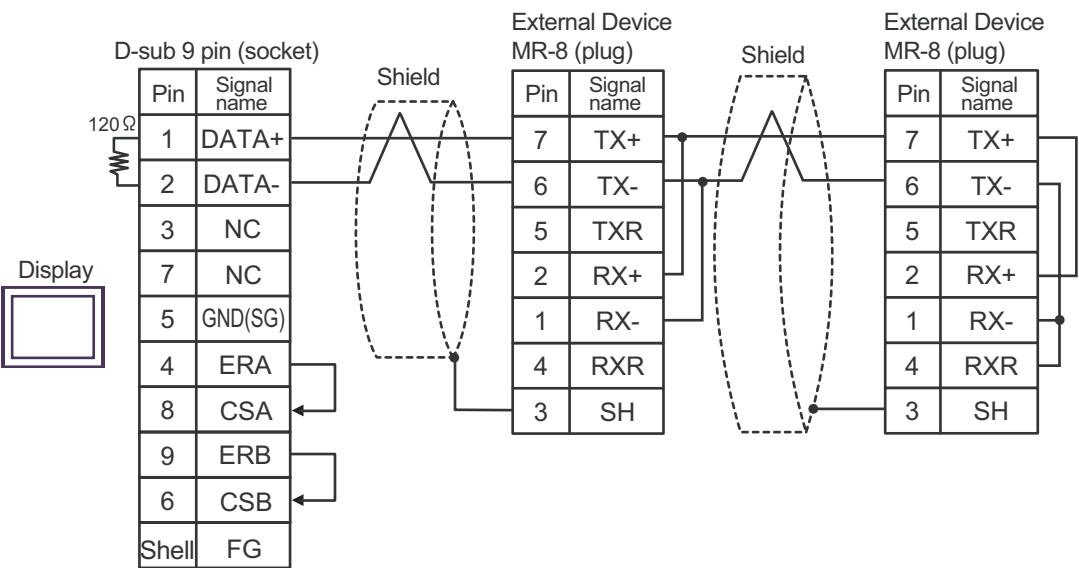 D-sub 9 pin (socket)
Pin Signal name
120Ω
1 DATA+
2 DATA-
3 NC
7 NC
5 GND(SG)
4 ERA
8 CSA
9 ERB
6 CSB
Shell FG
Display
Shield
External Device
MR-8 (plug)
Pin Signal name
7 TX+
6 TX-
5 TXR
2 RX+
1 RX-
4 RXR
3 SH
Shield
External Device
MR-8 (plug)
Pin Signal name
7 TX+
6 TX-
5 TXR
2 RX+
1 RX-
4 RXR
3 SH